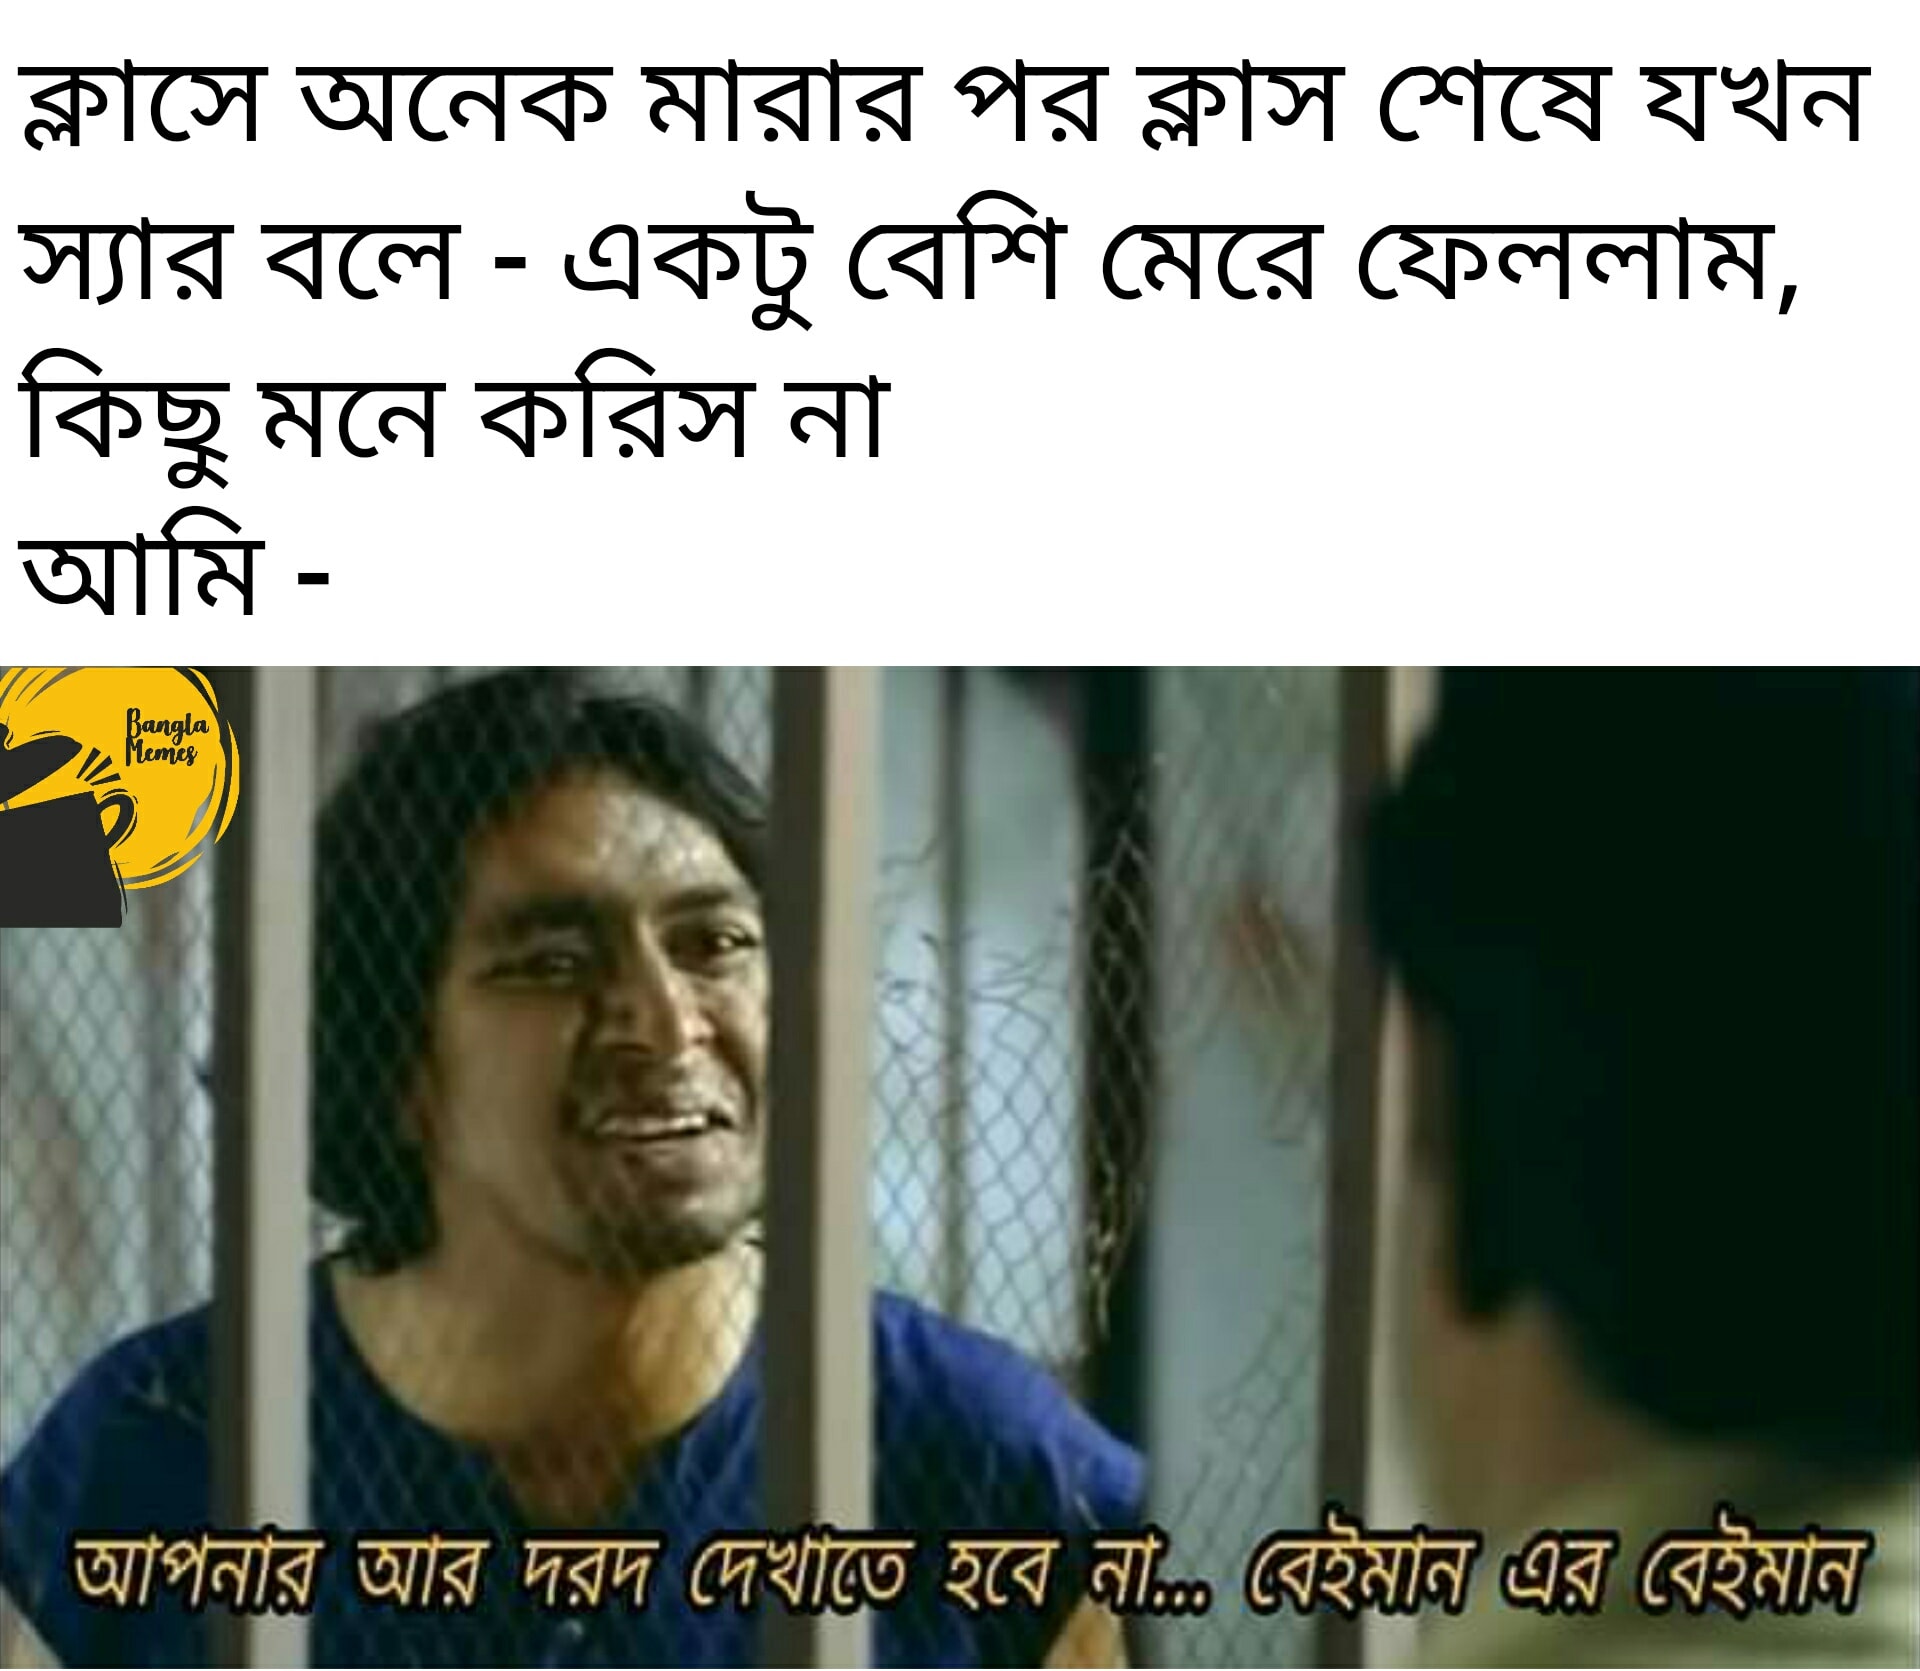 ক্লাসে অনেক মারার পর ক্লাস শেষে যখন
স্যার বলে - একটু বেশি মেরে ফেললাম,
কিছু মনে করিস না
আমি -
Bangla
Memes
আপনার আর দরদ দেখাতে হবে না... বেইমান এর বেইমান